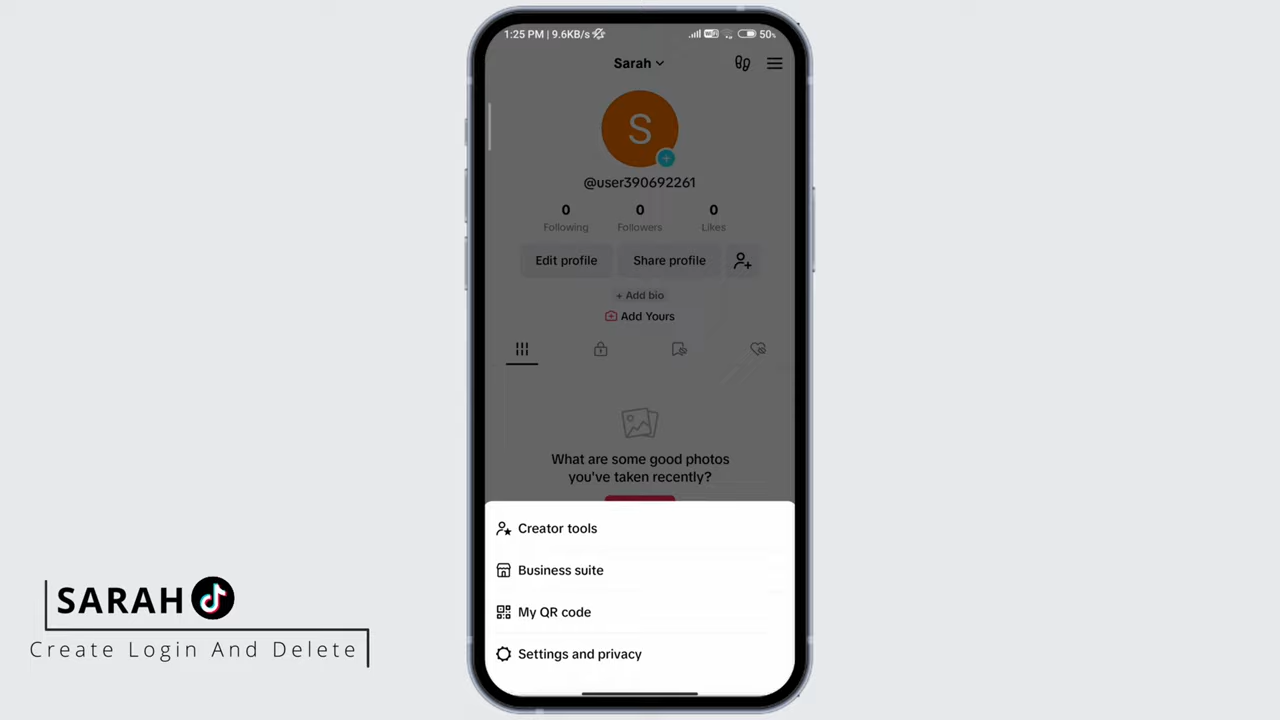 1:25 PM | 9.6KB/s
50%
Sarah
S
@user390692261
0 0 0
Following Followers Likes
Edit profile Share profile
+ Add bio
Add Yours
What are some good photos
you've taken recently?
Creator tools
Business suite
My QR code
Settings and privacy
SARAH
Create Login And Delete